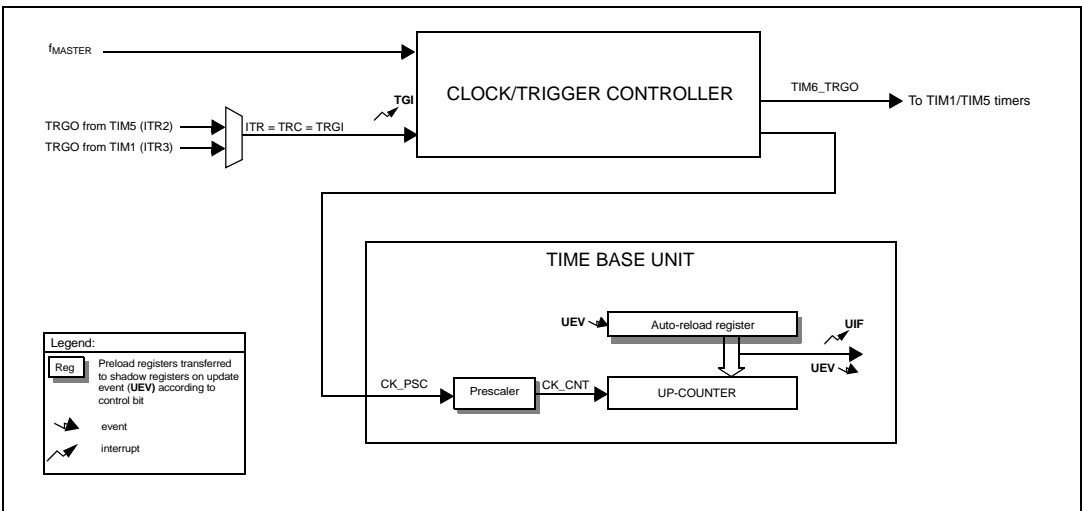 fMASTER
CLOCK/TRIGGER CONTROLLER
TGI
TIM6_TRGO
To TIM1/TIM5 timers
TRGO from TIM5 (ITR2)
TRGO from TIM1 (ITR3)
ITR = TRC = TRGI
TIME BASE UNIT
UEV
Auto-reload register
UIF
UEV
CK_PSC
Prescaler
CK_CNT
UP-COUNTER
Legend:
Reg
Preload registers transferred
to shadow registers on update
event (UEV) according to
control bit
event
interrupt